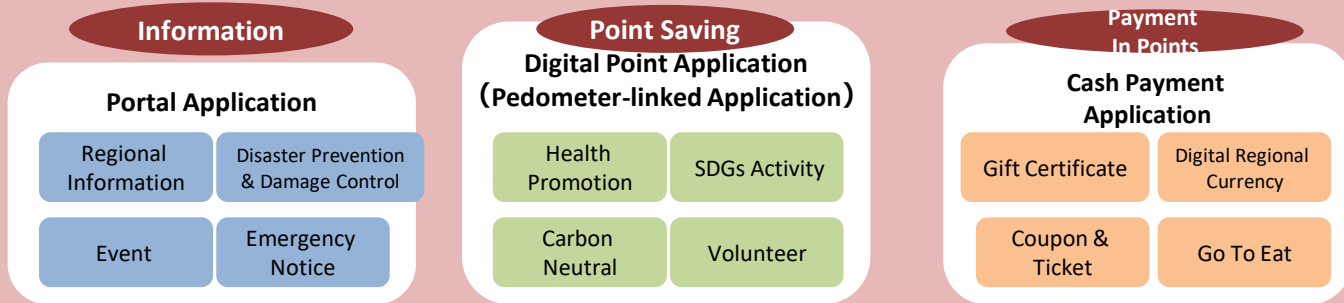 Information
Portal Application
Regional
Information
Disaster Prevention
& Damage Control
Event
Emergency
Notice
Point Saving
Digital Point Application
（Pedometer-linked Application）
Health
Promotion
SDGs Activity
Carbon
Neutral
Volunteer
Payment
In Points
Cash Payment
Application
Gift Certificate
Digital Regional
Currency
Coupon &
Ticket
Go To Eat